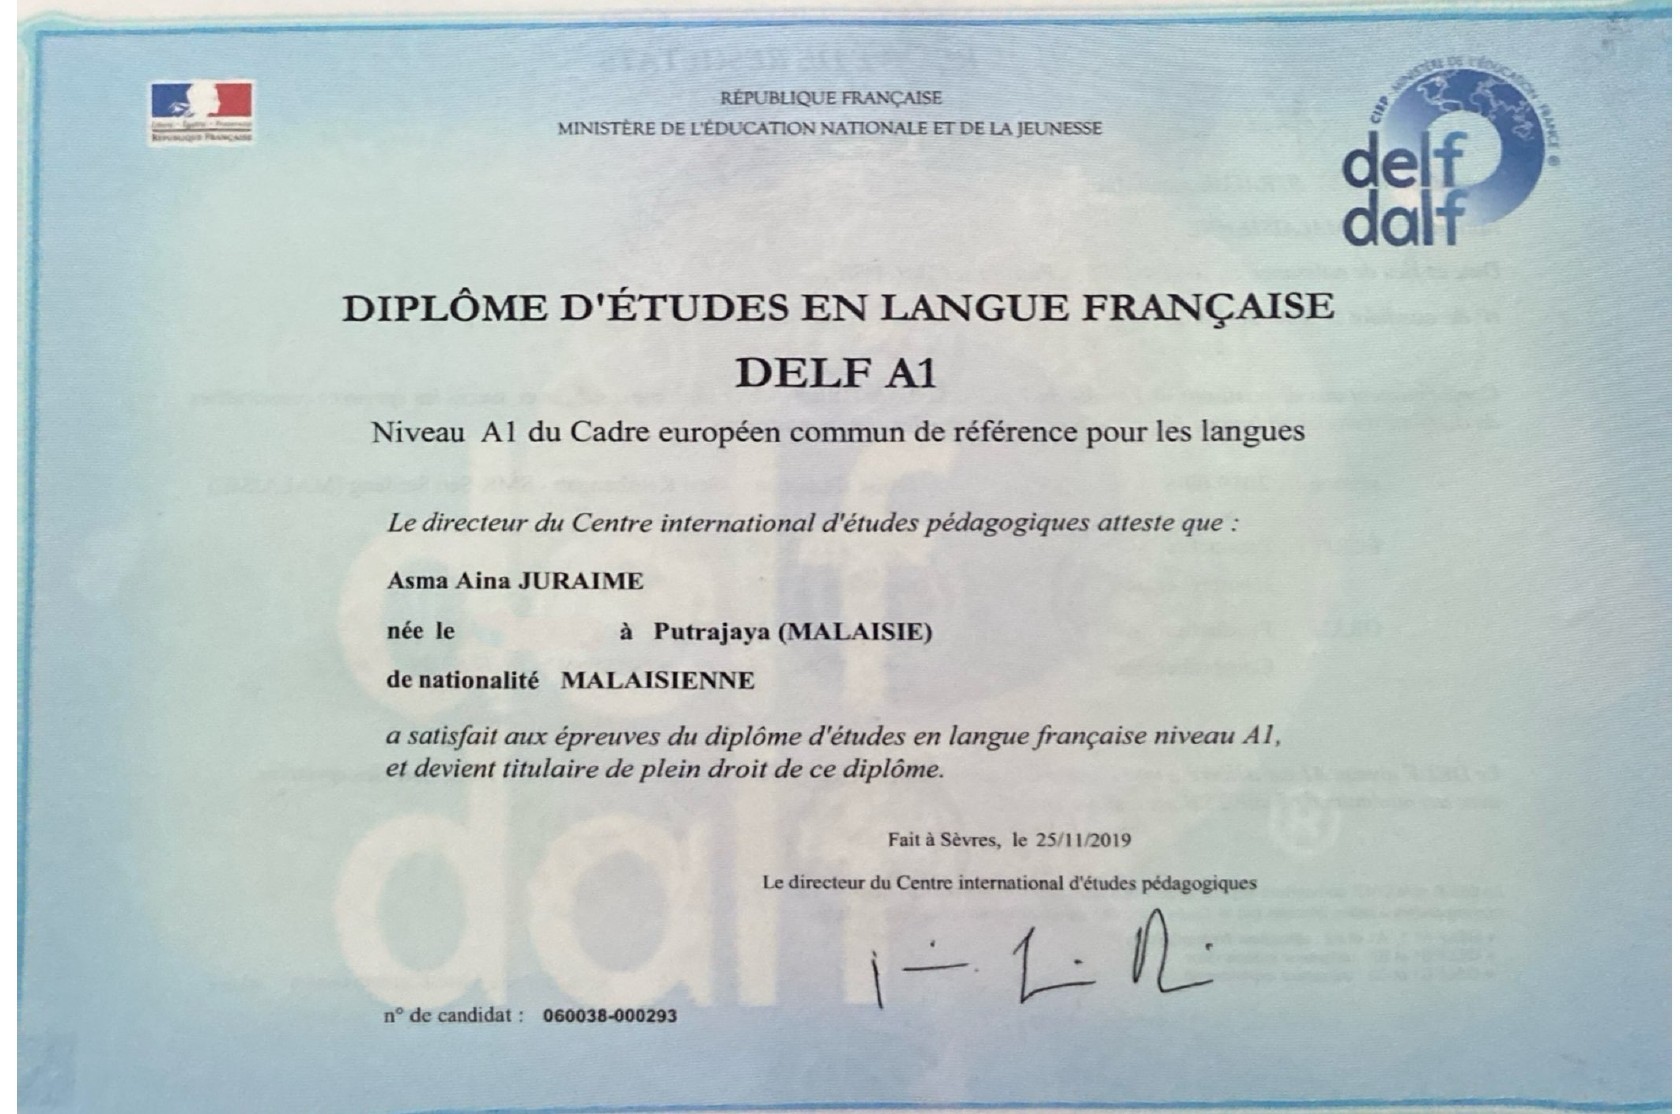 RÉPUBLIQUE FRANÇAISE
MINISTÈRE DE L'ÉDUCATION NATIONALE ET DE LA JEUNESSE
Liberté • Égalité • Fraternité
RÉPUBLIQUE FRANÇAISE
CIEP MINISTÈRE DE L'ÉDUCATION FRANCE ®
delf
dalf
DIPLÔME D'ÉTUDES EN LANGUE FRANÇAISE
DELF A1
Niveau A1 du Cadre européen commun de référence pour les langues
Le directeur du Centre international d'études pédagogiques atteste que :
Asma Aina JURAIME
née le à Putrajaya (MALAISIE)
de nationalité MALAISIENNE
a satisfait aux épreuves du diplôme d'études en langue française niveau A1,
et devient titulaire de plein droit de ce diplôme.
Fait à Sèvres, le 25/11/2019
Le directeur du Centre international d'études pédagogiques
n° de candidat : 060038-000293
delf
dalf